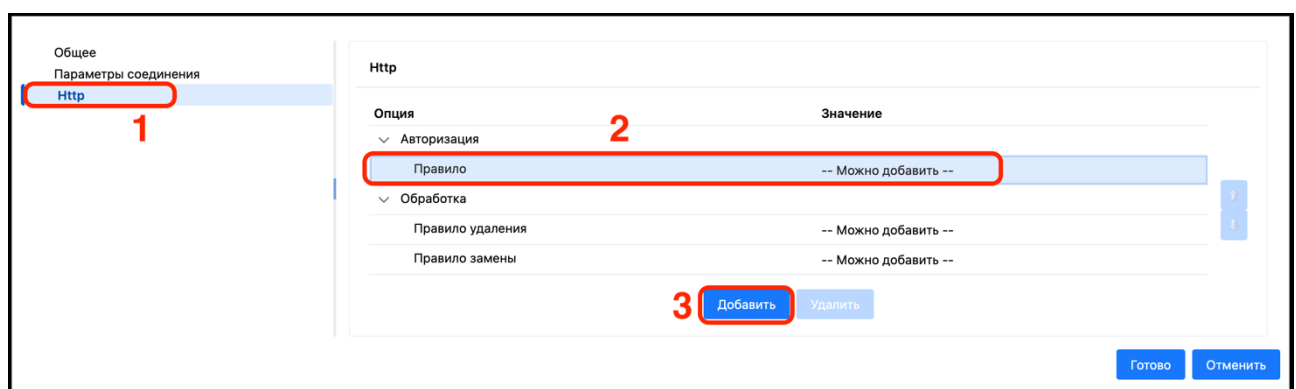 Общее
Параметры соединения
Http
1
Http
Опция Значение
2
Авторизация
Правило -- Можно добавить --
Обработка
Правило удаления -- Можно добавить --
Правило замены -- Можно добавить --
3 Добавить Удалить
Готово Отменить